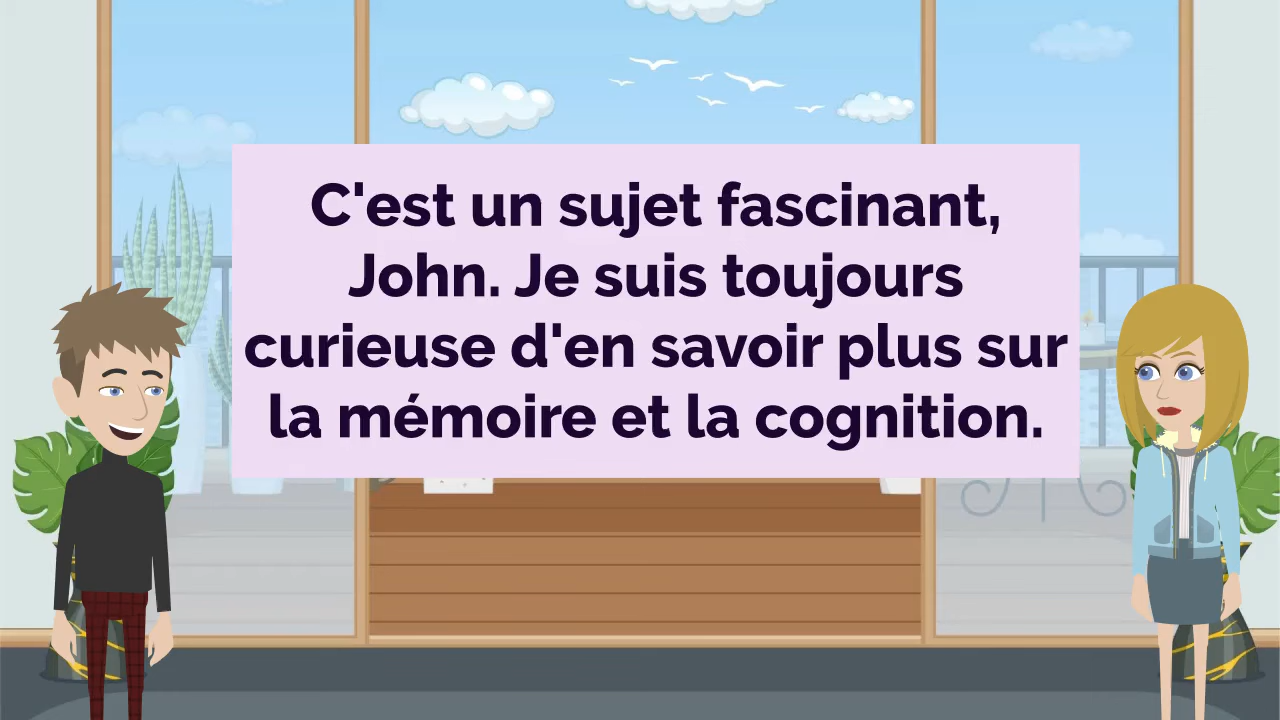 C'est un sujet fascinant,
John. Je suis toujours
curieuse d'en savoir plus sur
la mémoire et la cognition.